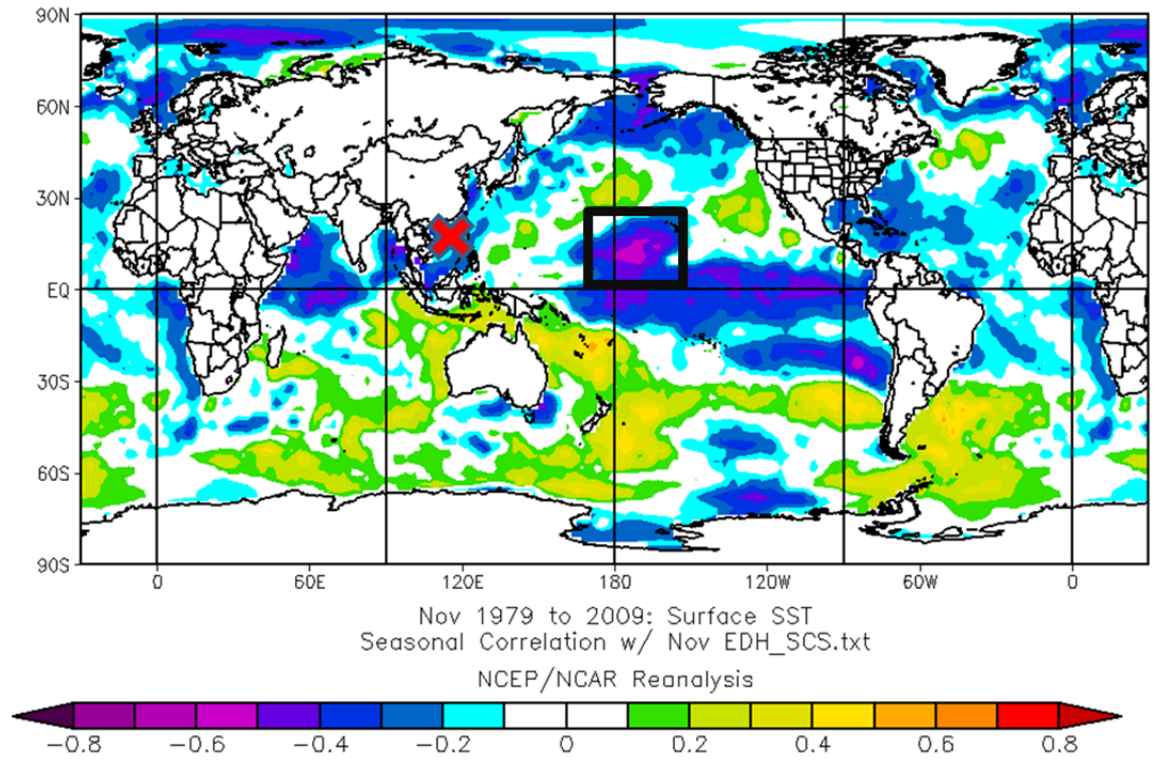 90N
60N
30N
EQ
30S
60S
90S
0 60E 120E 180 120W 60W 0
Nov 1979 to 2009: Surface SST
Seasonal Correlation w/ Nov EDH_SCS.txt
NCEP/NCAR Reanalysis
−0.8 −0.6 −0.4 −0.2 0 0.2 0.4 0.6 0.8